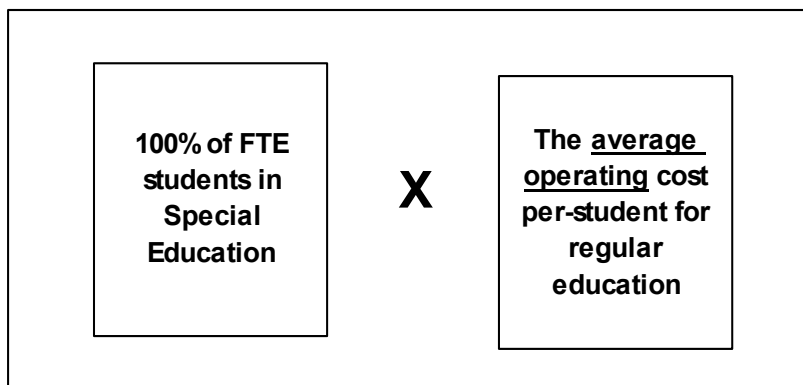 100% of FTE
students in
Special
Education
X
The average
operating cost
per-student for
regular
education